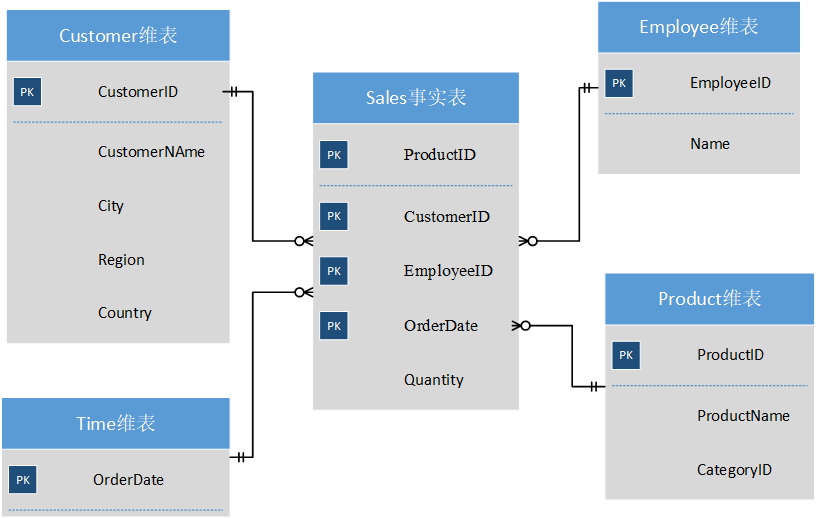 Customer维表
PK CustomerID
CustomerNAme
City
Region
Country
Time维表
PK OrderDate
Sales事实表
PK ProductID
PK CustomerID
PK EmployeeID
PK OrderDate
Quantity
Employee维表
PK EmployeeID
Name
Product维表
PK ProductID
ProductName
CategoryID